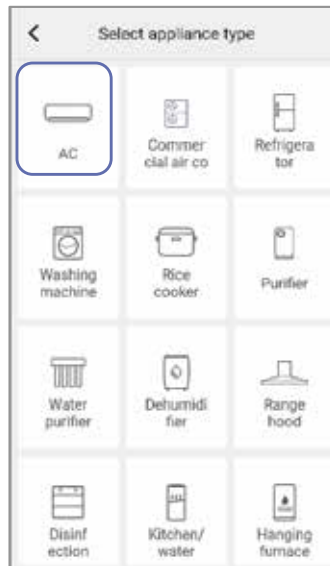 Select appliance type
AC
Commer
cial air co
Refrigera
tor
Washing
machine
Rice
cooker
Purifier
Water
purifier
Dehumidi
fier
Range
hood
Disinf
ection
Kitchen/
water
Hanging
furnace